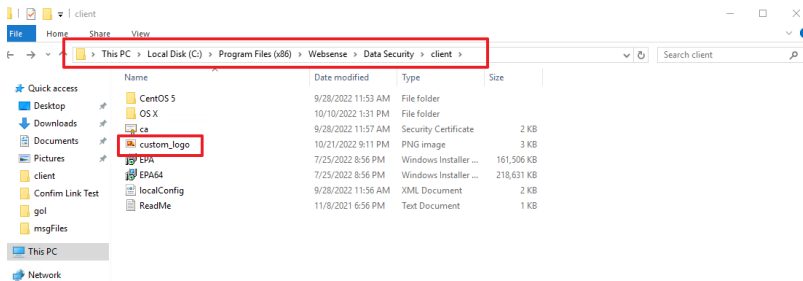 client
File Home Share View
This PC > Local Disk (C:) > Program Files (x86) > Websense > Data Security > client >
Search client
Name Date modified Type Size
Quick access
Desktop
Downloads
Documents
Pictures
client
Confim Link Test
gol
msgFiles
This PC
Network
CentOS 5 9/28/2022 11:53 AM File folder
OS X 10/10/2022 1:31 PM File folder
ca 9/28/2022 11:57 AM Security Certificate 2 KB
custom_logo 10/21/2022 9:11 PM PNG image 3 KB
EPA 7/25/2022 8:56 PM Windows Installer ... 161,506 KB
EPA64 7/25/2022 8:56 PM Windows Installer ... 218,631 KB
localConfig 9/28/2022 11:56 AM XML Document 2 KB
ReadMe 11/8/2021 6:56 PM Text Document 1 KB